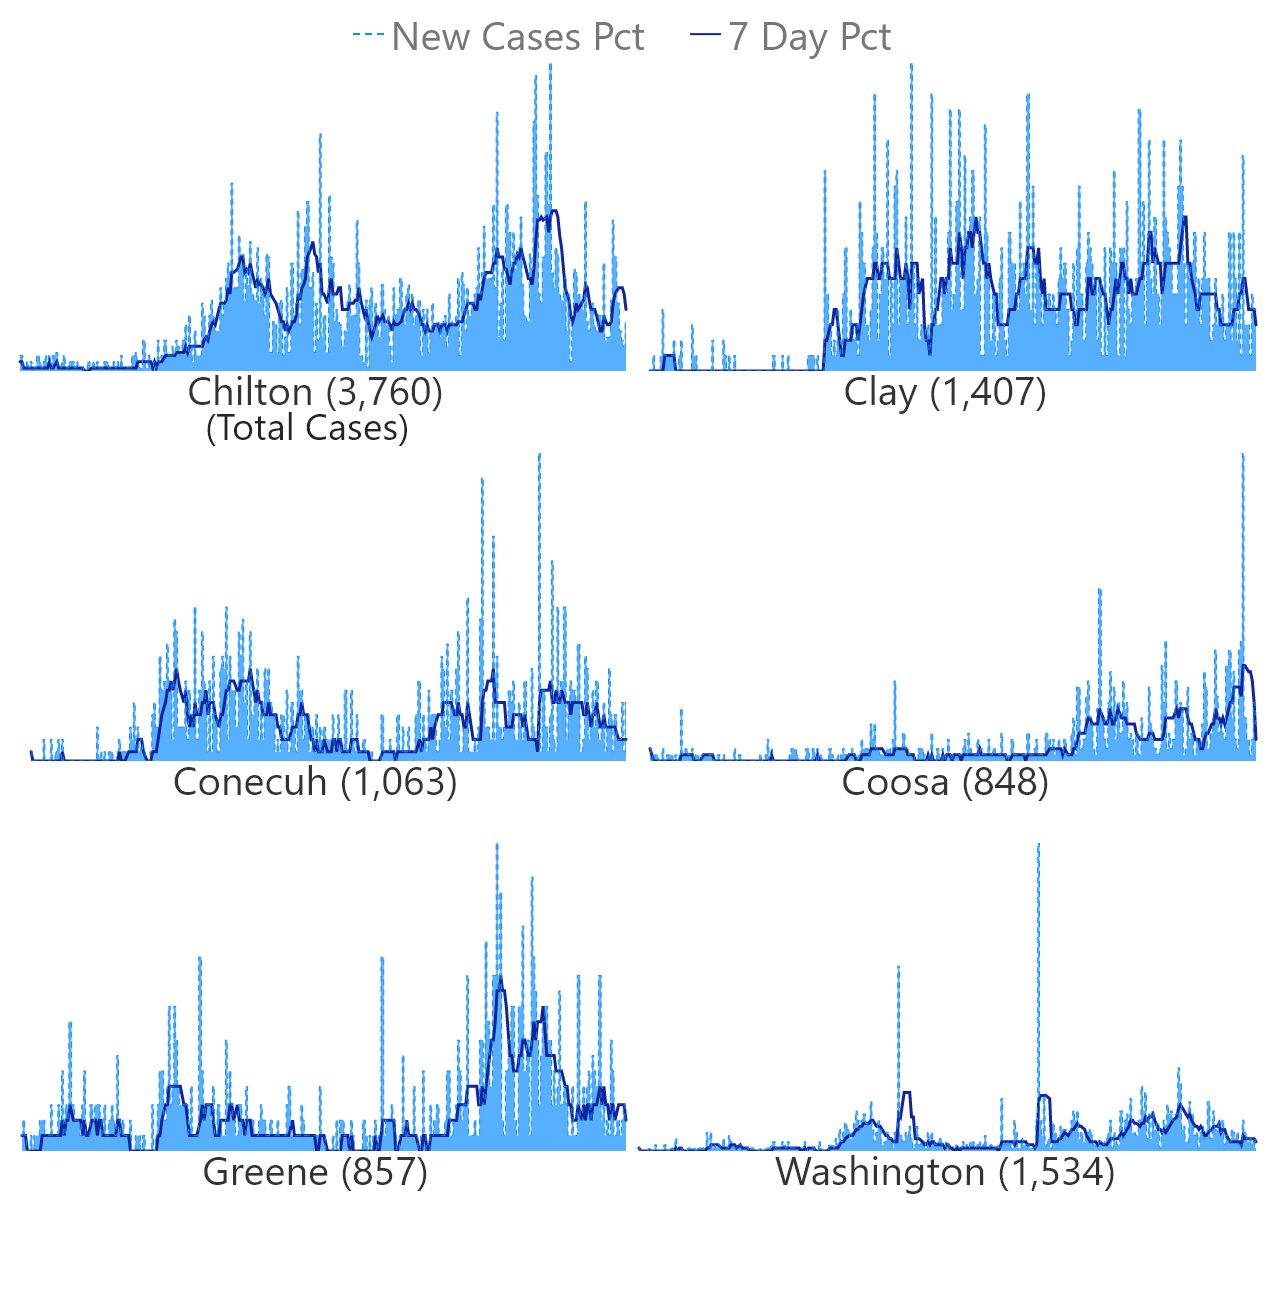 New Cases Pct 7 Day Pct
Chilton (3,760) Clay (1,407)
(Total Cases)
Conecuh (1,063) Coosa (848)
Greene (857) Washington (1,534)